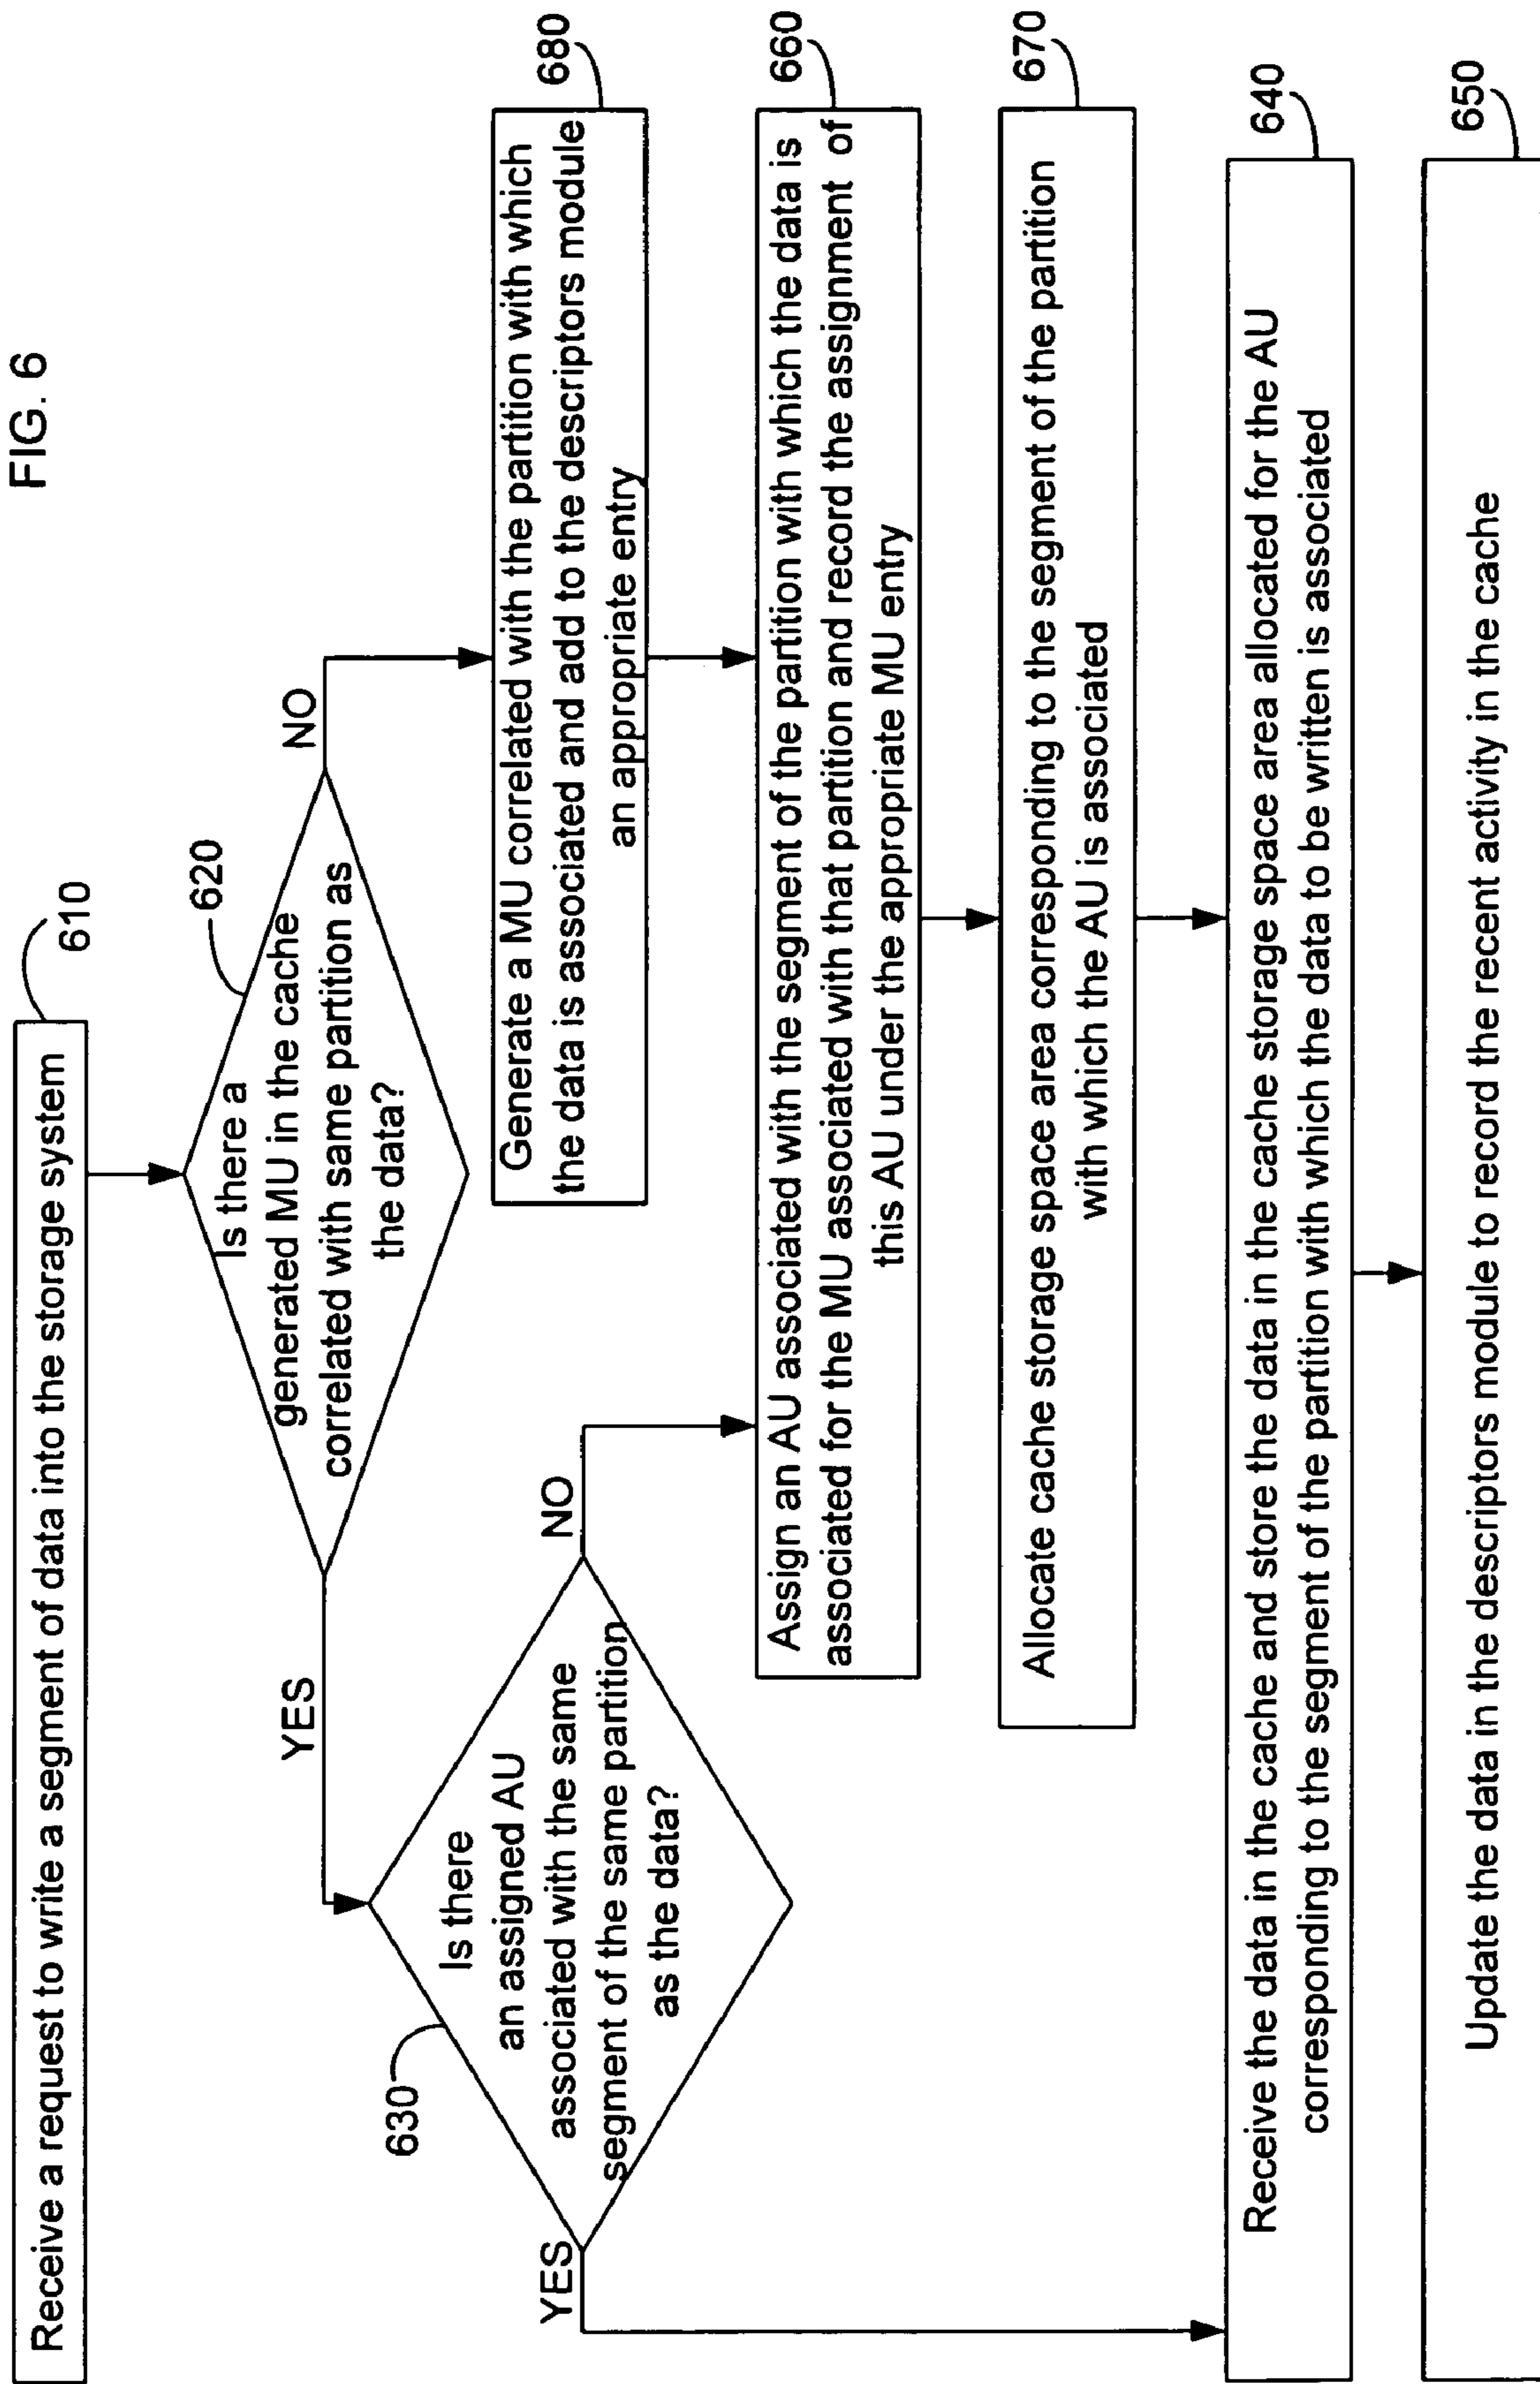 FIG. 6
Receive a request to write a segment of data into the storage system
610
Is there a
generated MU in the cache
correlated with same partition as
the data?
620
YES
NO
Is there
an assigned AU
associated with the same
segment of the same partition
as the data?
630
YES
NO
Generate a MU correlated with the partition with which
the data is associated and add to the descriptors module
an appropriate entry
680
Assign an AU associated with the segment of the partition with which the data is
associated for the MU associated with that partition and record the assignment of
this AU under the appropriate MU entry
660
Allocate cache storage space area corresponding to the segment of the partition
with which the AU is associated
670
Receive the data in the cache and store the data in the cache storage space area allocated for the AU
corresponding to the segment of the partition with which the data to be written is associated
640
Update the data in the descriptors module to record the recent activity in the cache
650